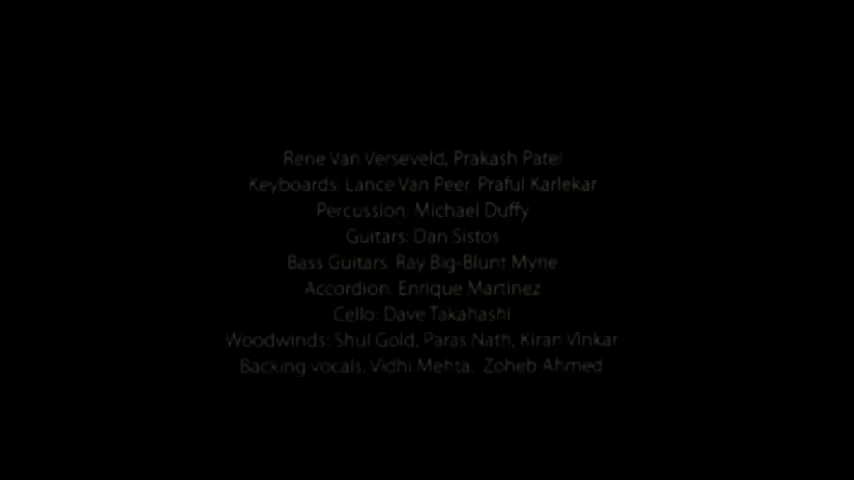 Rene Van Verseveld, Prakash Patel
Keyboards: Lance Van Peer, Praful Karlekar
Percussion: Michael Duffy
Guitars: Dan Sistos
Bass Guitars: Ray Big-Blunt Myrie
Accordion: Enrique Martinez
Cello: Dave Takahashi
Woodwinds: Shul Gold, Paras Nath, Kiran Vinkar
Backing vocals: Vidhi Mehta, Zoheb Ahmed